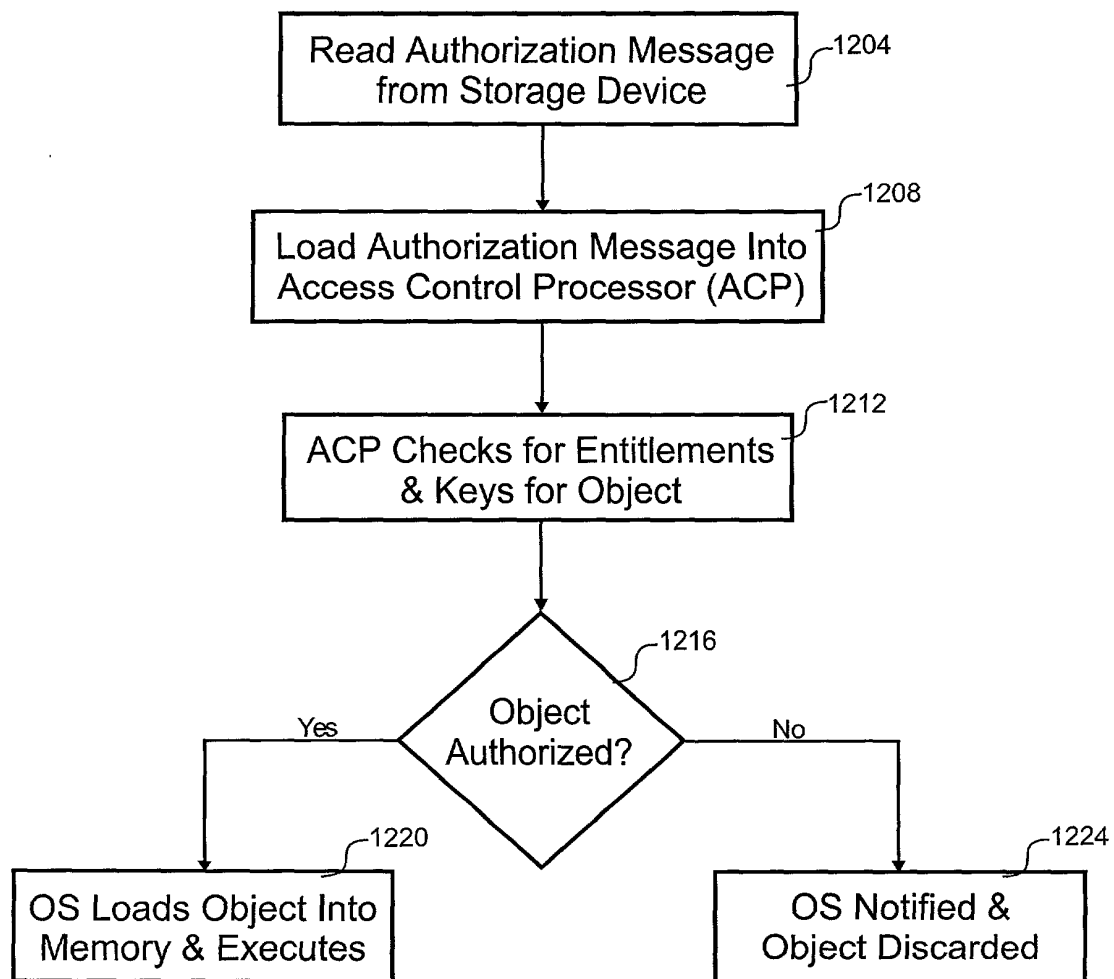 Read Authorization Message
from Storage Device
1204
Load Authorization Message Into
Access Control Processor (ACP)
1208
ACP Checks for Entitlements
& Keys for Object
1212
Object
Authorized?
1216
Yes
No
OS Loads Object Into
Memory & Executes
1220
OS Notified &
Object Discarded
1224